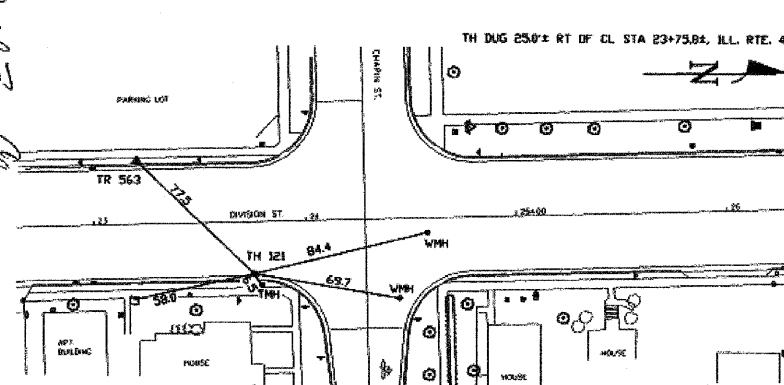 TH DUG 25.0'± RT OF CL STA 23+75.8±, ILL. RTE. 4
CHAPIN ST.
N
PARKING LOT
TR 563
77.5
23
DIVISION ST.
24
25+00
26
TH 121
84.4
WMH
69.7
WMH
58.0
TMH
APT.
BUILDING
HOUSE
HOUSE
HOUSE